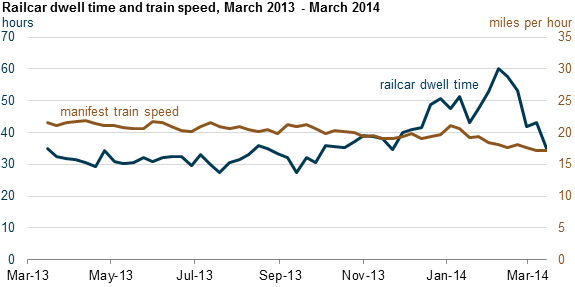 Railcar dwell time and train speed, March 2013 - March 2014
hours miles per hour
70 35
60 30
50 25
40 20
30 15
20 10
10 5
0 0
railcar dwell time
manifest train speed
Mar-13 May-13 Jul-13 Sep-13 Nov-13 Jan-14 Mar-14